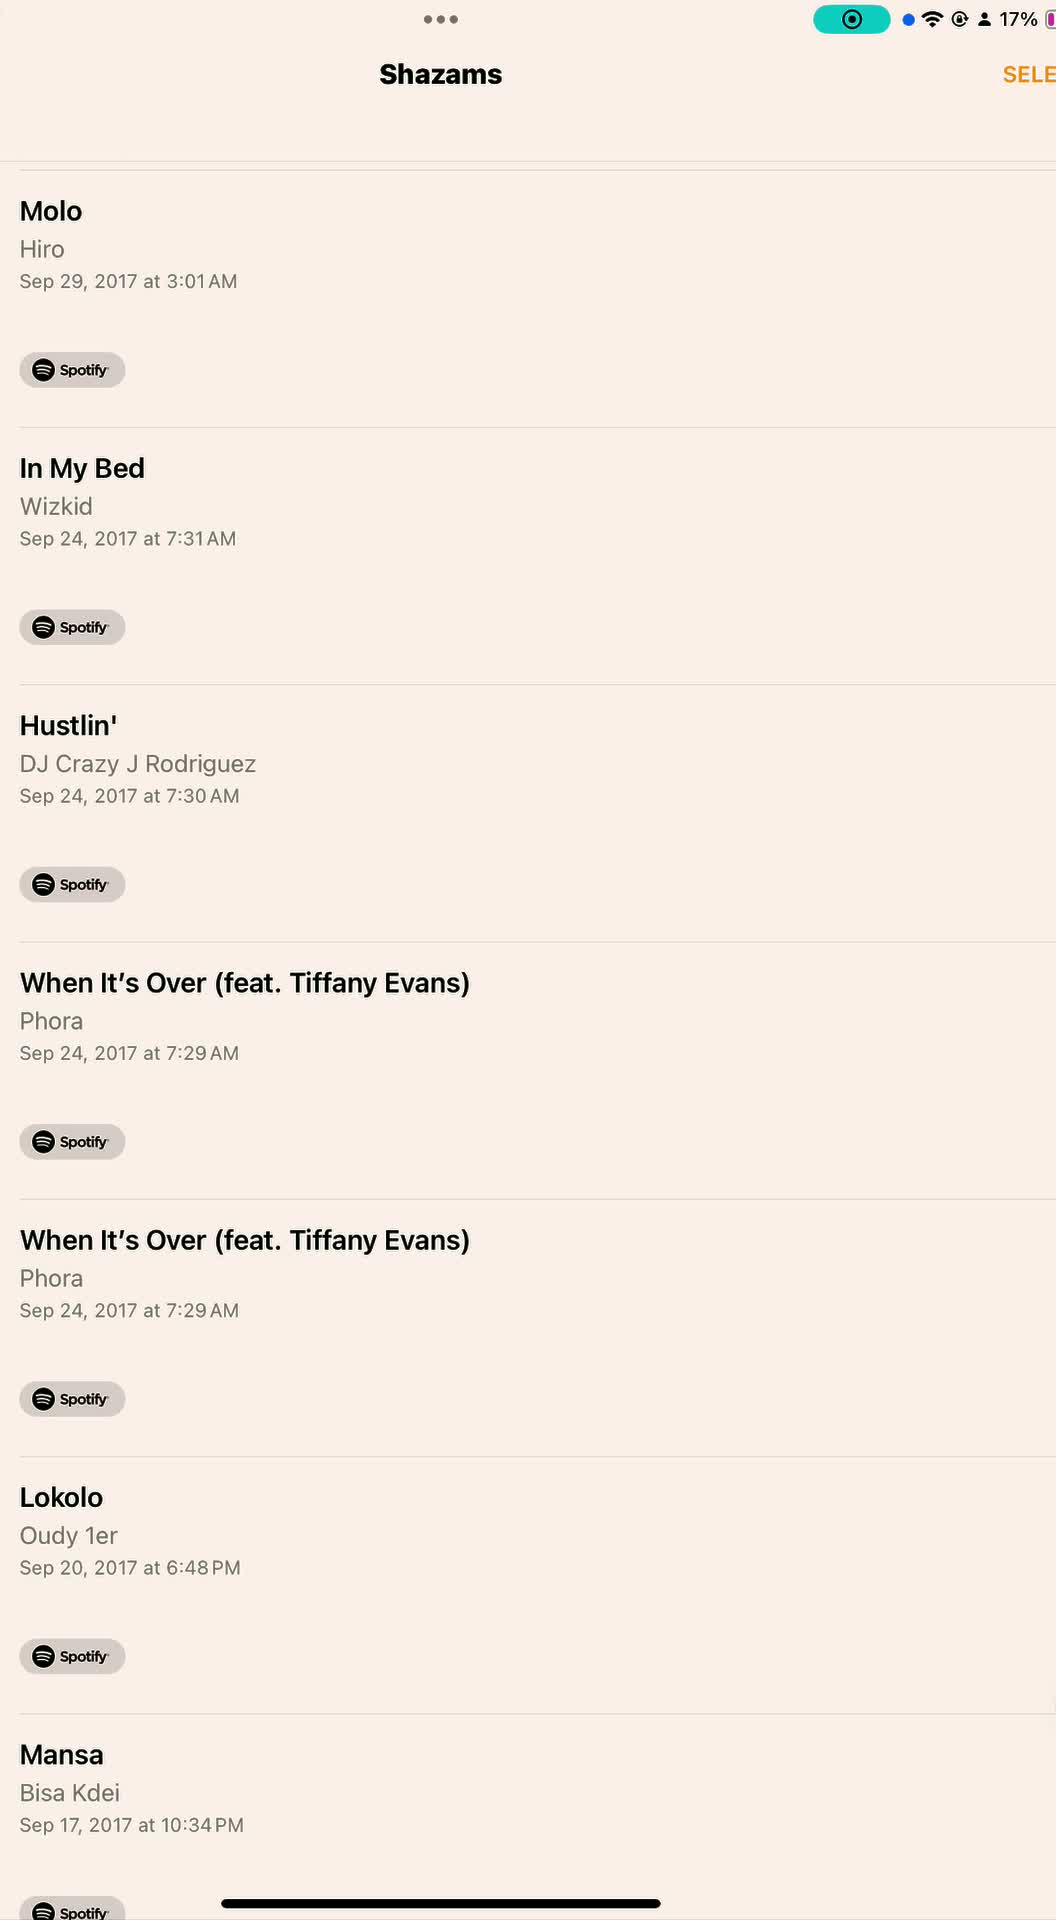 17%
Shazams
SELE
Molo
Hiro
Sep 29, 2017 at 3:01 AM
Spotify
In My Bed
Wizkid
Sep 24, 2017 at 7:31 AM
Spotify
Hustlin'
DJ Crazy J Rodriguez
Sep 24, 2017 at 7:30 AM
Spotify
When It’s Over (feat. Tiffany Evans)
Phora
Sep 24, 2017 at 7:29 AM
Spotify
When It’s Over (feat. Tiffany Evans)
Phora
Sep 24, 2017 at 7:29 AM
Spotify
Lokolo
Oudy 1er
Sep 20, 2017 at 6:48 PM
Spotify
Mansa
Bisa Kdei
Sep 17, 2017 at 10:34 PM
Spotify